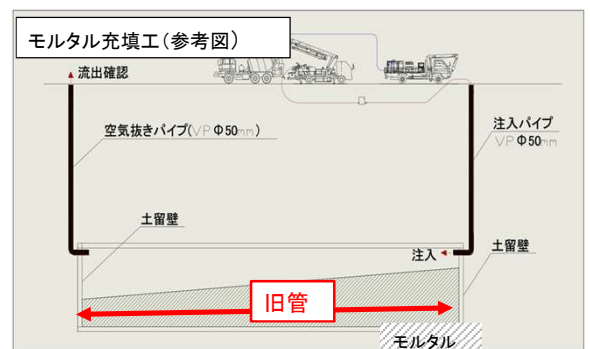 モルタル充填工(参考図)
流出確認
空気抜きパイプ(VPΦ50mm)
注入パイプ
VPΦ50mm
土留壁
注入
土留壁
旧管
モルタル